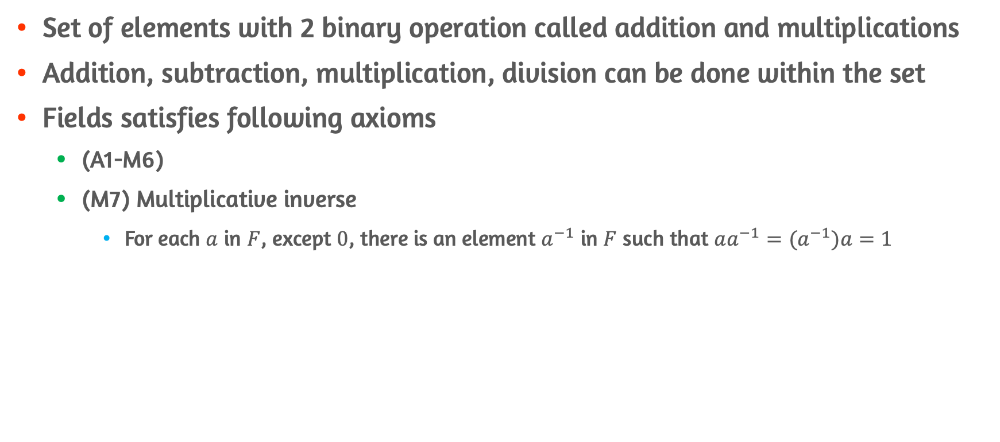 • Set of elements with 2 binary operation called addition and multiplications
• Addition, subtraction, multiplication, division can be done within the set
• Fields satisfies following axioms
• (A1-M6)
• (M7) Multiplicative inverse
• For each 𝑎 in 𝐹, except 0, there is an element 𝑎⁻¹ in 𝐹 such that 𝑎𝑎⁻¹ = (𝑎⁻¹)𝑎 = 1